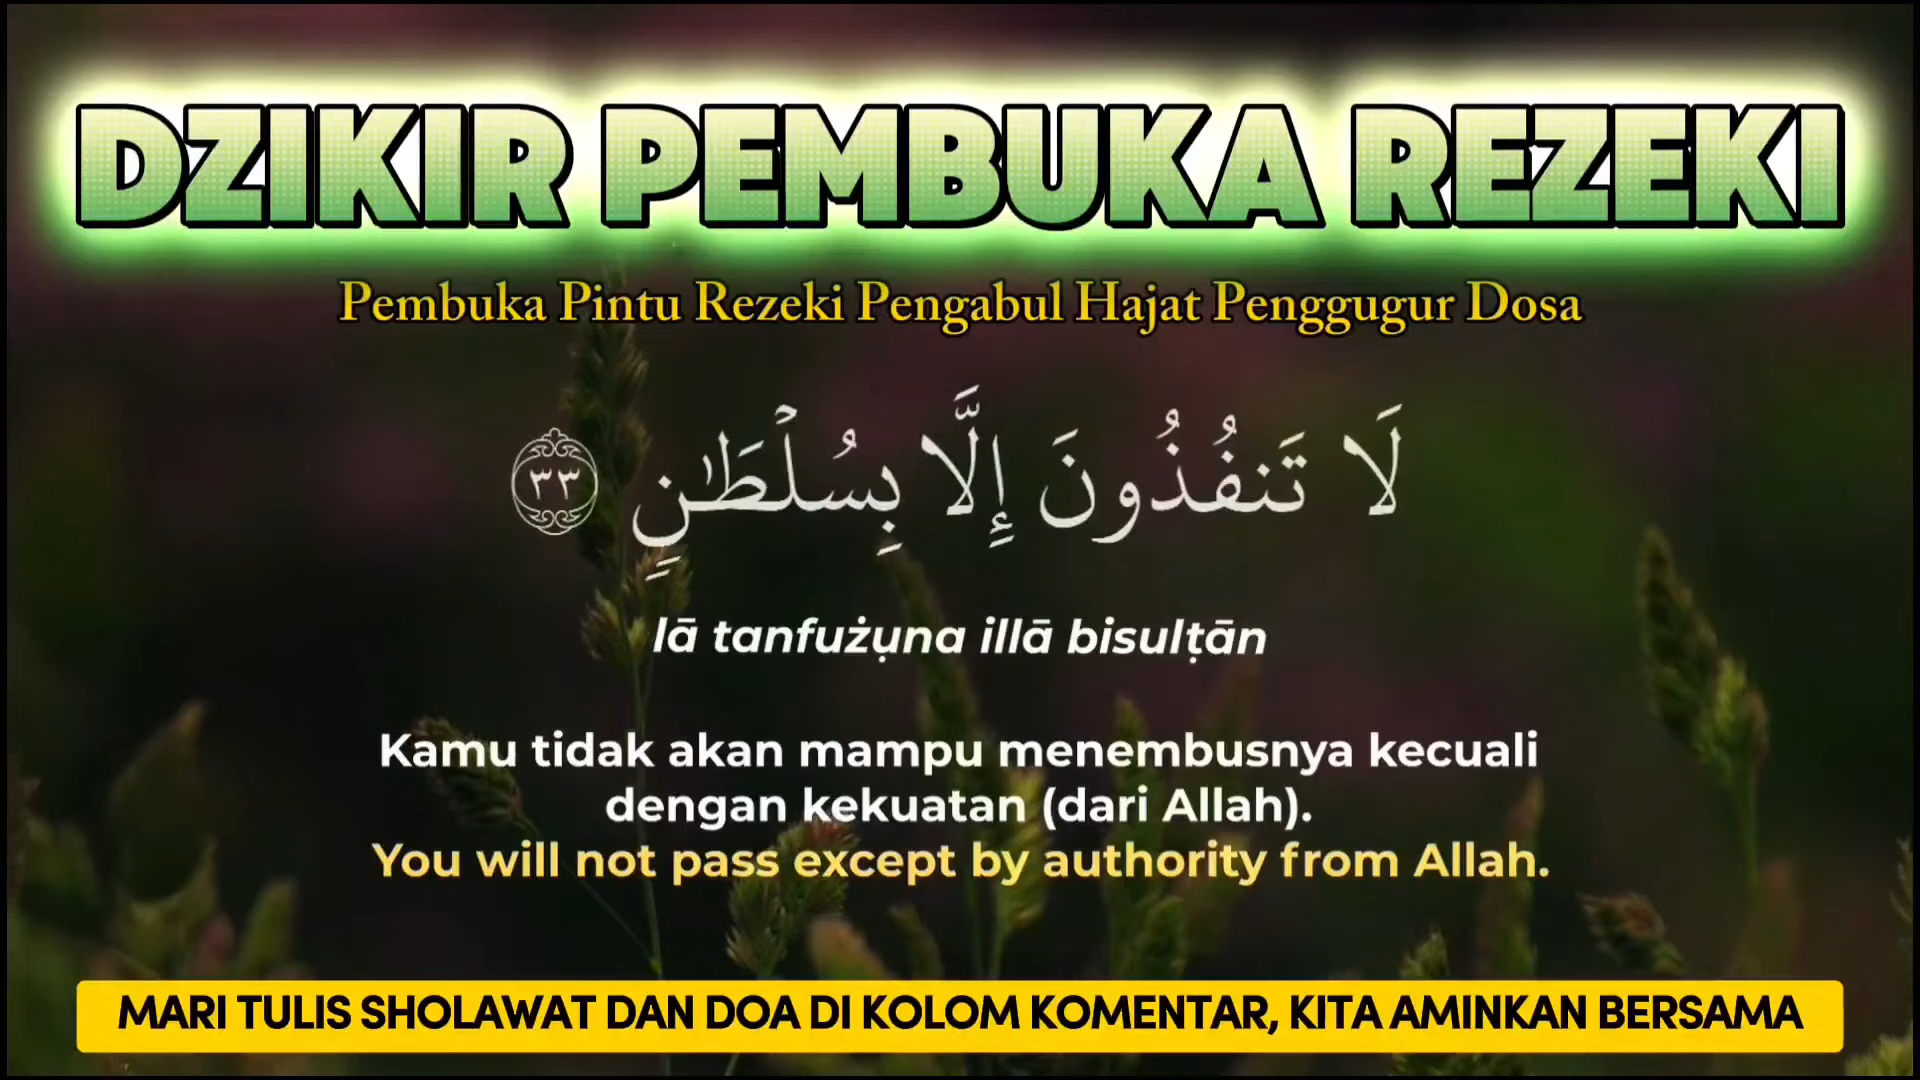 DZIKIR PEMBUKA REZEKI
Pembuka Pintu Rezeki Pengabul Hajat Penggugur Dosa
لَا تَنفُذُونَ إِلَّا بِسُلْطَـٰنٍ ٣٣
lā tanfużụna illā bisulṭān
Kamu tidak akan mampu menembusnya kecuali
dengan kekuatan (dari Allah).
You will not pass except by authority from Allah.
MARI TULIS SHOLAWAT DAN DOA DI KOLOM KOMENTAR, KITA AMINKAN BERSAMA